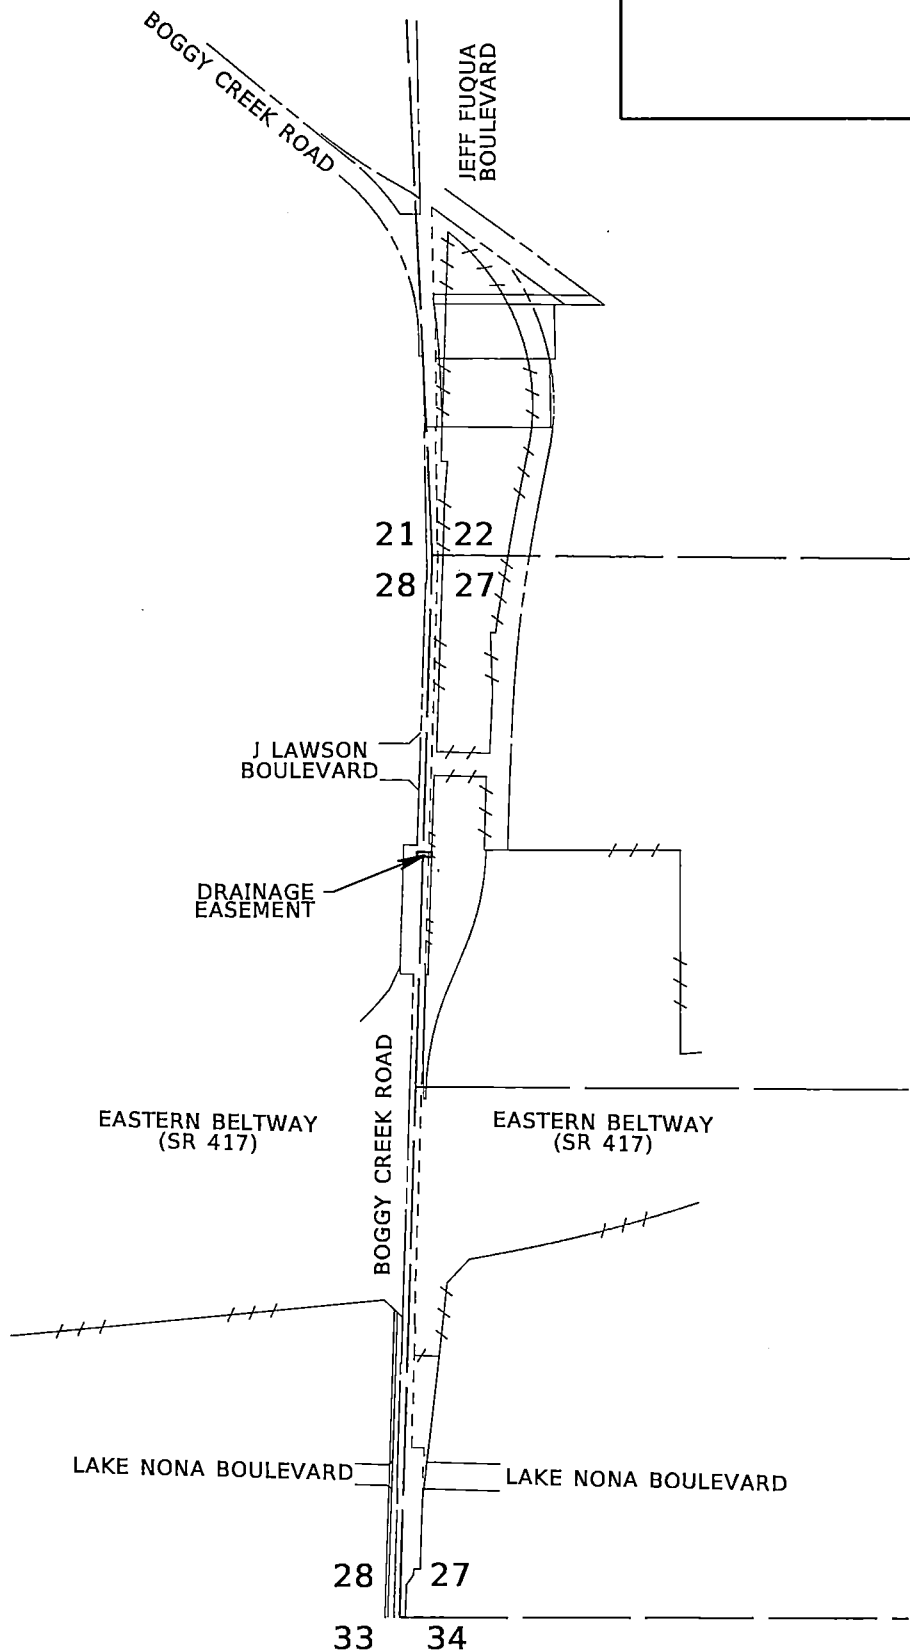 BOGGY CREEK ROAD
JEFF FUQUA
BOULEVARD
21 22
28 27
J LAWSON
BOULEVARD
DRAINAGE
EASEMENT
BOGGY CREEK ROAD
EASTERN BELTWAY
(SR 417)
EASTERN BELTWAY
(SR 417)
LAKE NONA BOULEVARD
LAKE NONA BOULEVARD
28 27
33 34